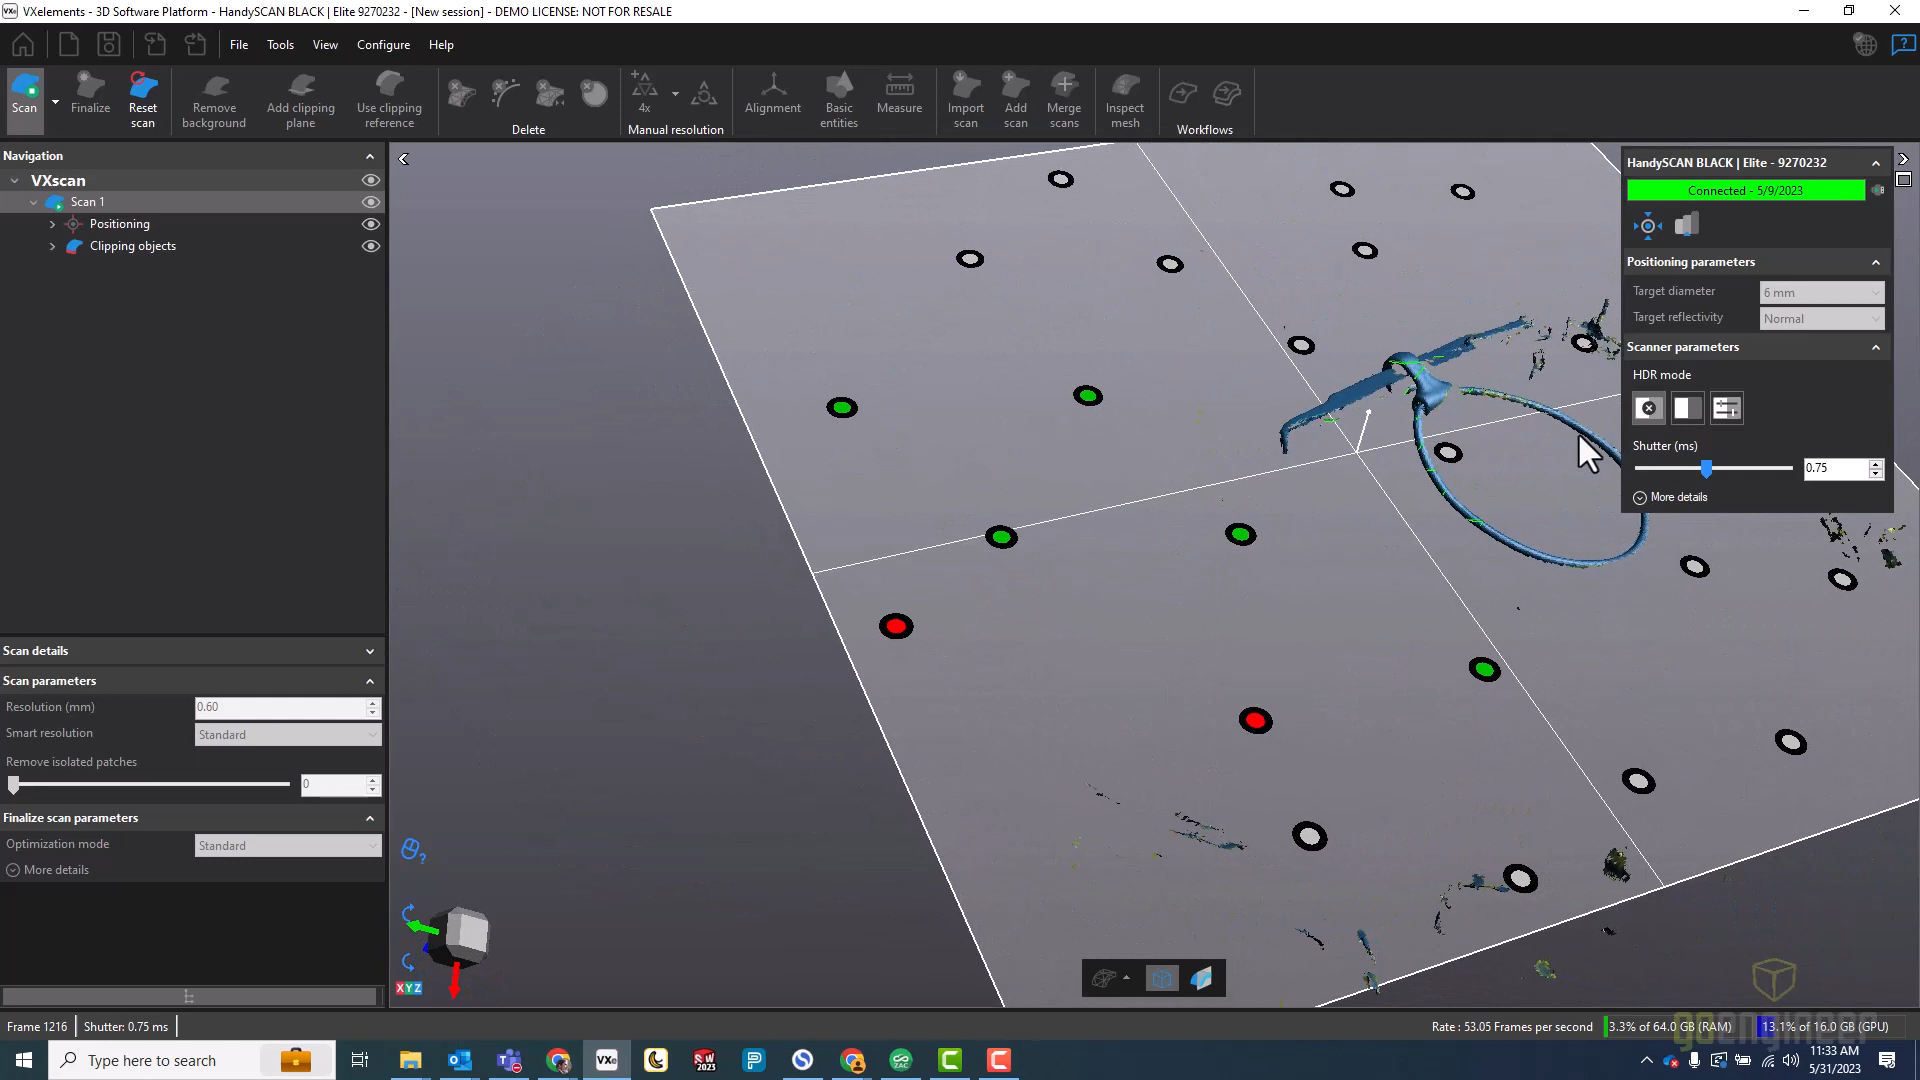 VXelements - 3D Software Platform - HandySCAN BLACK | Elite 9270232 - [New session] - DEMO LICENSE: NOT FOR RESALE
File Tools View Configure Help
Scan Finalize Reset scan Remove background Add clipping plane Use clipping reference Delete 4x Manual resolution Alignment Basic entities Measure Import scan Add scan Merge scans Inspect mesh Workflows
Navigation
VXscan
Scan 1
Positioning
Clipping objects
Scan details
Scan parameters
Resolution (mm) 0.60
Smart resolution Standard
Remove isolated patches
0
Finalize scan parameters
Optimization mode Standard
More details
XYZ
HandySCAN BLACK | Elite - 9270232
Connected - 5/9/2023
Positioning parameters
Target diameter 6 mm
Target reflectivity Normal
Scanner parameters
HDR mode
Shutter (ms)
0.75
More details
goengineer
Frame 1216 Shutter: 0.75 ms Rate : 53.05 Frames per second 3.3% of 64.0 GB (RAM) 13.1% of 16.0 GB (GPU)
Type here to search
VXe
SW 2023
ZAC
11:33 AM
5/31/2023